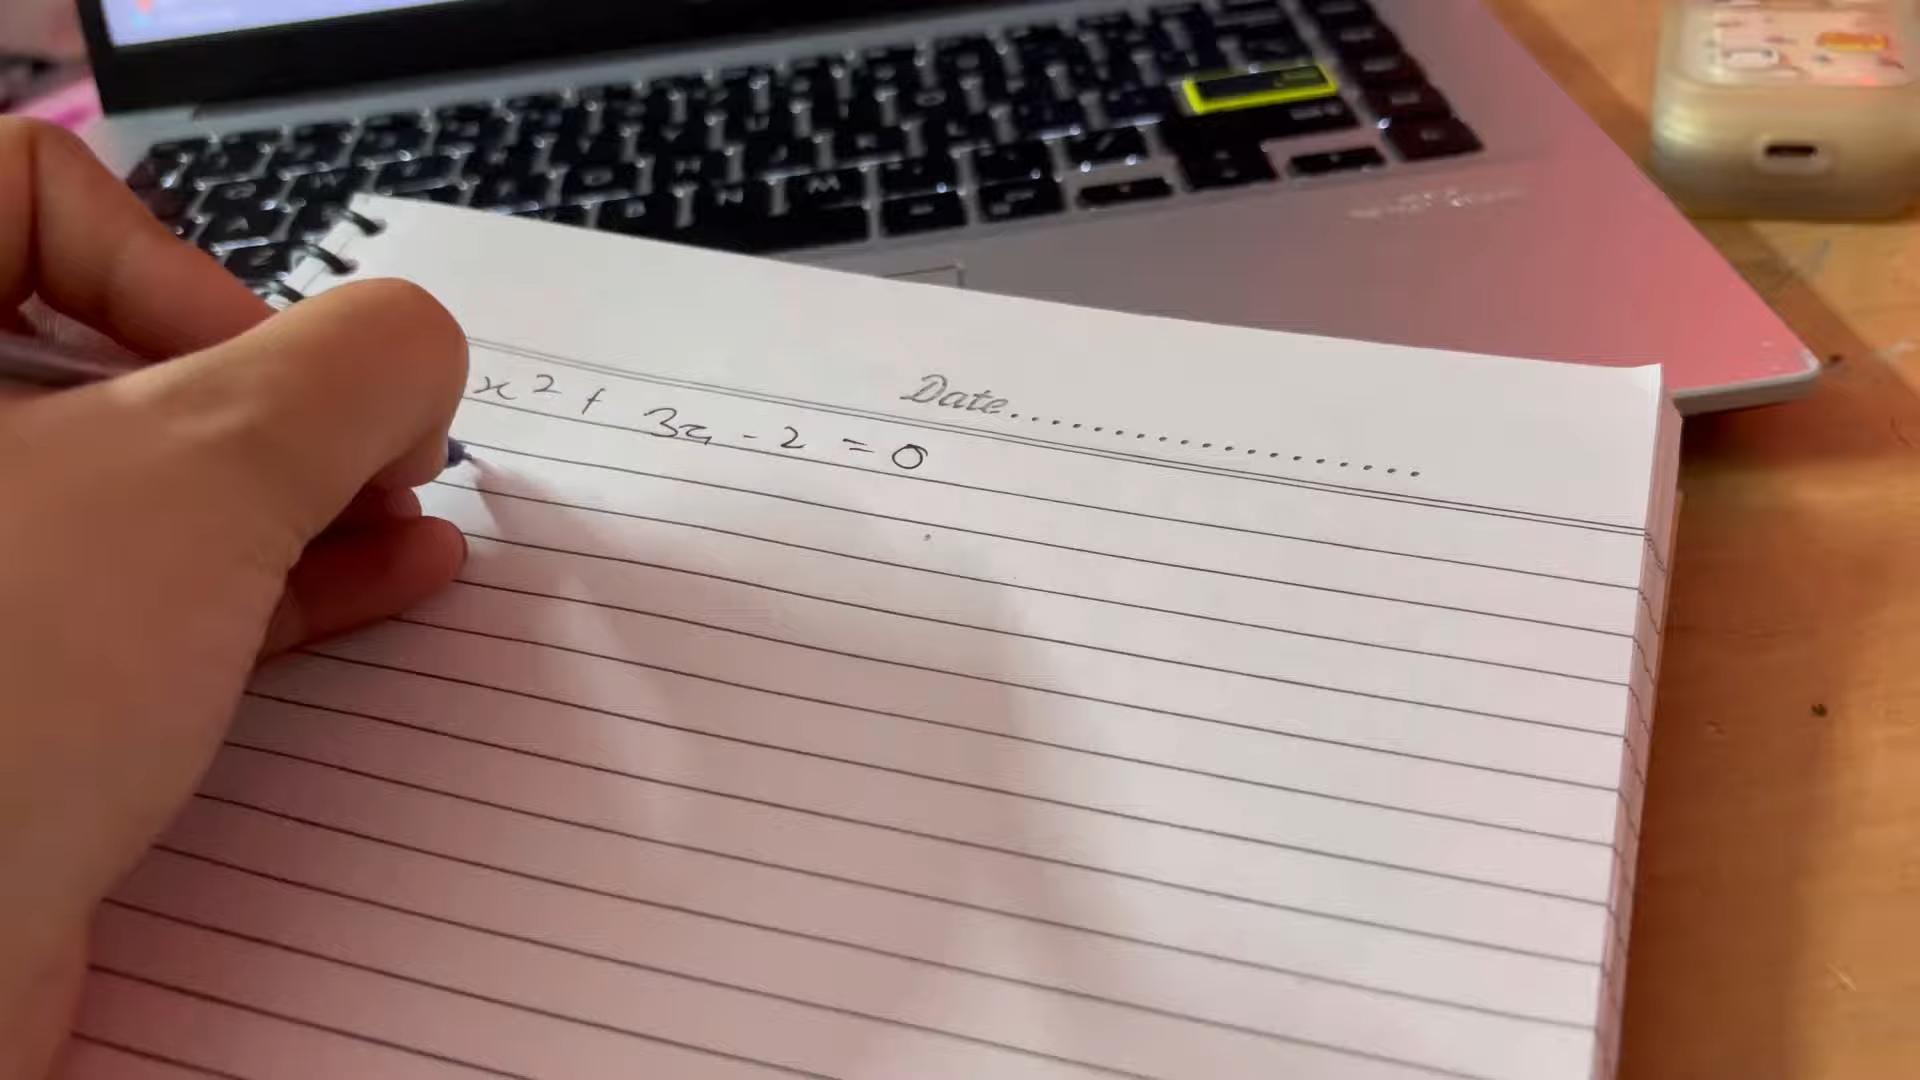 Date....................
x² + 3x - 2 = 0